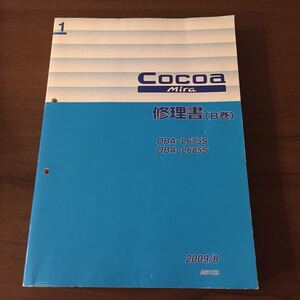 1
Cocoa
Mira
修理書(B巻)
DBA-L675S
DBA-L685S
2009/8